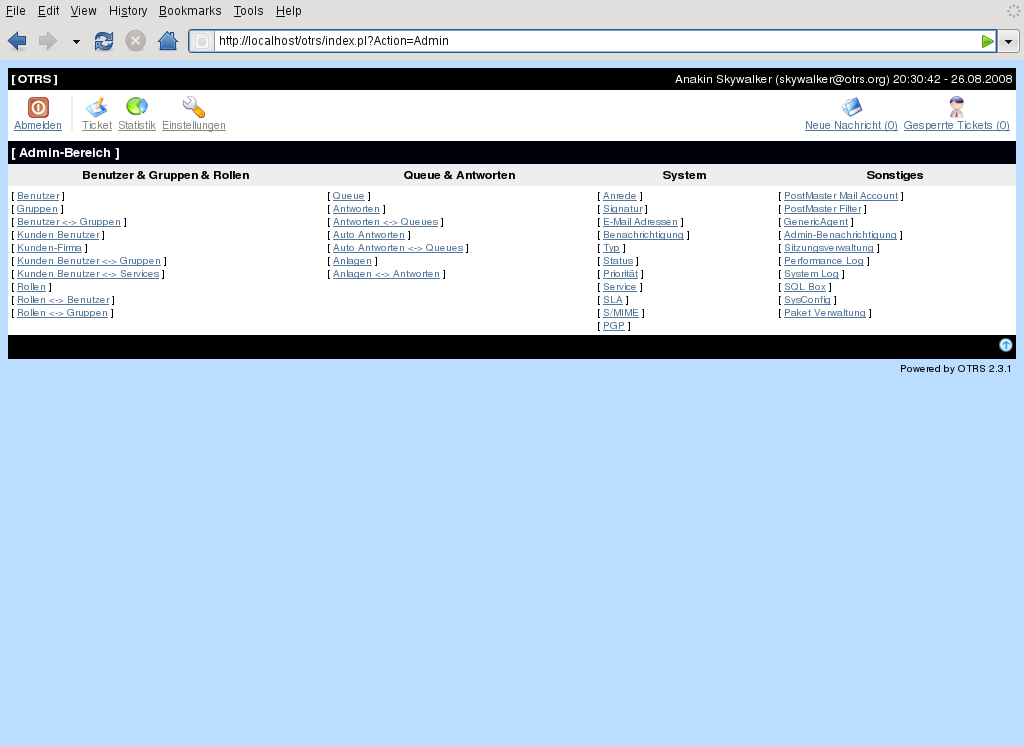 File Edit View History Bookmarks Tools Help
http://localhost/otrs/index.pl?Action=Admin
[ OTRS ] Anakin Skywalker (skywalker@otrs.org) 20:30:42 - 26.08.2008
Abmelden Ticket Statistik Einstellungen Neue Nachricht (0) Gesperrte Tickets (0)
[ Admin-Bereich ]
Benutzer & Gruppen & Rollen Queue & Antworten System Sonstiges
[ Benutzer ] [ Queue ] [ Anrede ] [ PostMaster Mail Account ]
[ Gruppen ] [ Antworten ] [ Signatur ] [ PostMaster Filter ]
[ Benutzer <-> Gruppen ] [ Antworten <-> Queues ] [ E-Mail Adressen ] [ GenericAgent ]
[ Kunden Benutzer ] [ Auto Antworten ] [ Benachrichtigung ] [ Admin-Benachrichtigung ]
[ Kunden-Firma ] [ Auto Antworten <-> Queues ] [ Typ ] [ Sitzungsverwaltung ]
[ Kunden Benutzer <-> Gruppen ] [ Anlagen ] [ Status ] [ Performance Log ]
[ Kunden Benutzer <-> Services ] [ Anlagen <-> Antworten ] [ Priorität ] [ System Log ]
[ Rollen ] [ Service ] [ SQL Box ]
[ Rollen <-> Benutzer ] [ SLA ] [ SysConfig ]
[ Rollen <-> Gruppen ] [ S/MIME ] [ Paket Verwaltung ]
[ PGP ]
Powered by OTRS 2.3.1